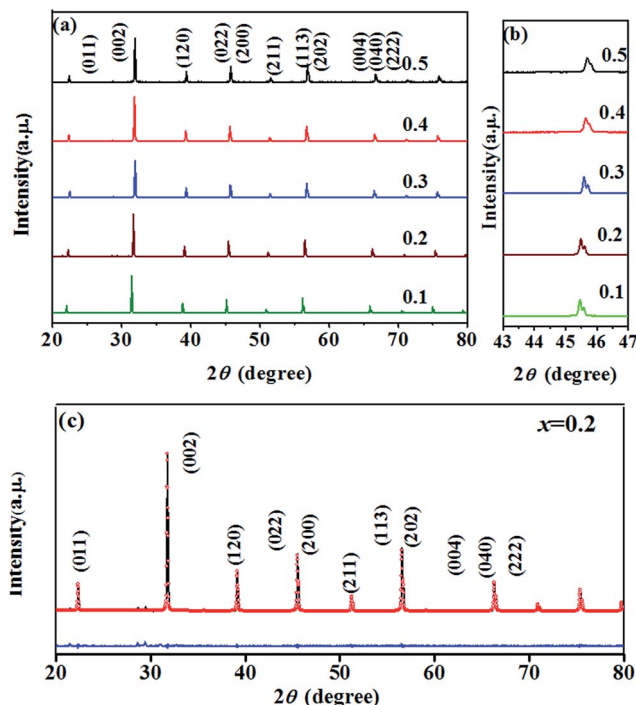 (a)
(011)
(002)
(120)
(022)
(200)
(211)
(113)
(202)
(004)
(040)
(222)
0.5
0.4
0.3
0.2
0.1
Intensity(a.μ.)
20 30 40 50 60 70 80
2θ (degree)
(b)
0.5
0.4
0.3
0.2
0.1
Intensity(a.μ.)
43 44 45 46 47
2θ (degree)
(c)
x=0.2
(011)
(002)
(120)
(022)
(200)
(211)
(113)
(202)
(004)
(040)
(222)
Intensity(a.μ.)
20 30 40 50 60 70 80
2θ (degree)